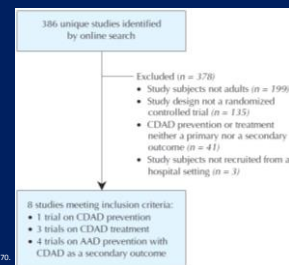 386 unique studies identified
by online search
Excluded (n = 378)
• Study subjects not adults (n = 199)
• Study design not a randomized
controlled trial (n = 135)
• CDAD prevention or treatment
neither a primary nor a secondary
outcome (n = 41)
• Study subjects not recruited from a
hospital setting (n = 3)
8 studies meeting inclusion criteria:
• 1 trial on CDAD prevention
• 3 trials on CDAD treatment
• 4 trials on AAD prevention with
CDAD as a secondary outcome
70.